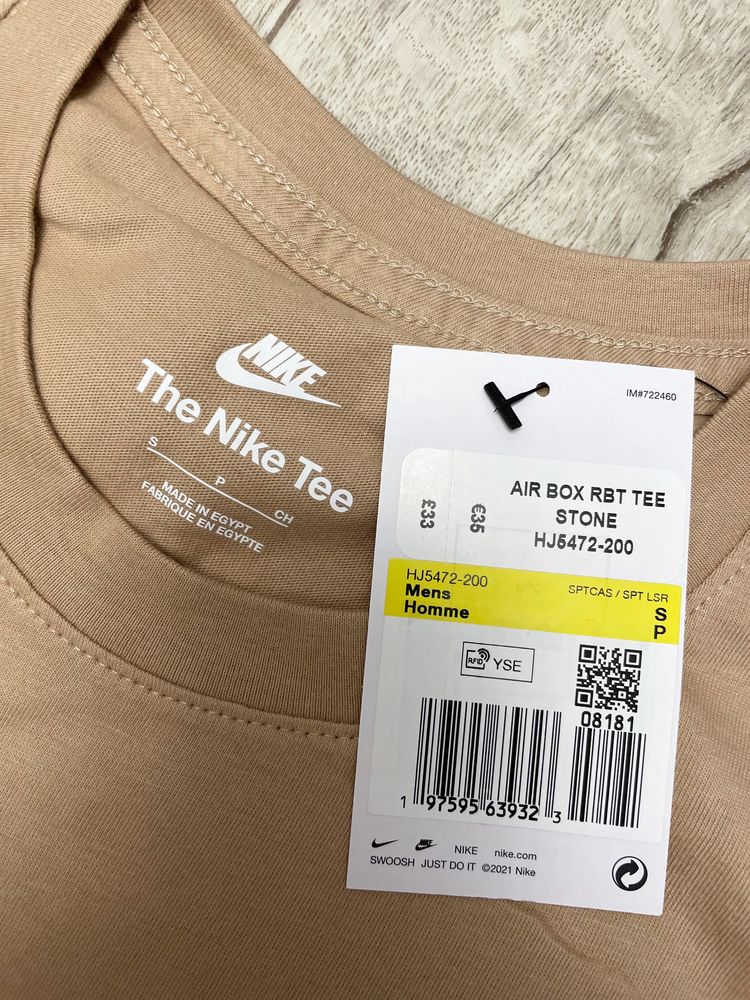 NIKE
The Nike Tee
S
P
CH
MADE IN EGYPT
FABRIQUE EN EGYPTE
IM#722460
£33
€35
AIR BOX RBT TEE
STONE
HJ5472-200
HJ5472-200
Mens
Homme
SPTCAS / SPT LSR
S
P
RFID
YSE
08181
1 97595 63932 3
NIKE nike.com
SWOOSH JUST DO IT ©2021 Nike